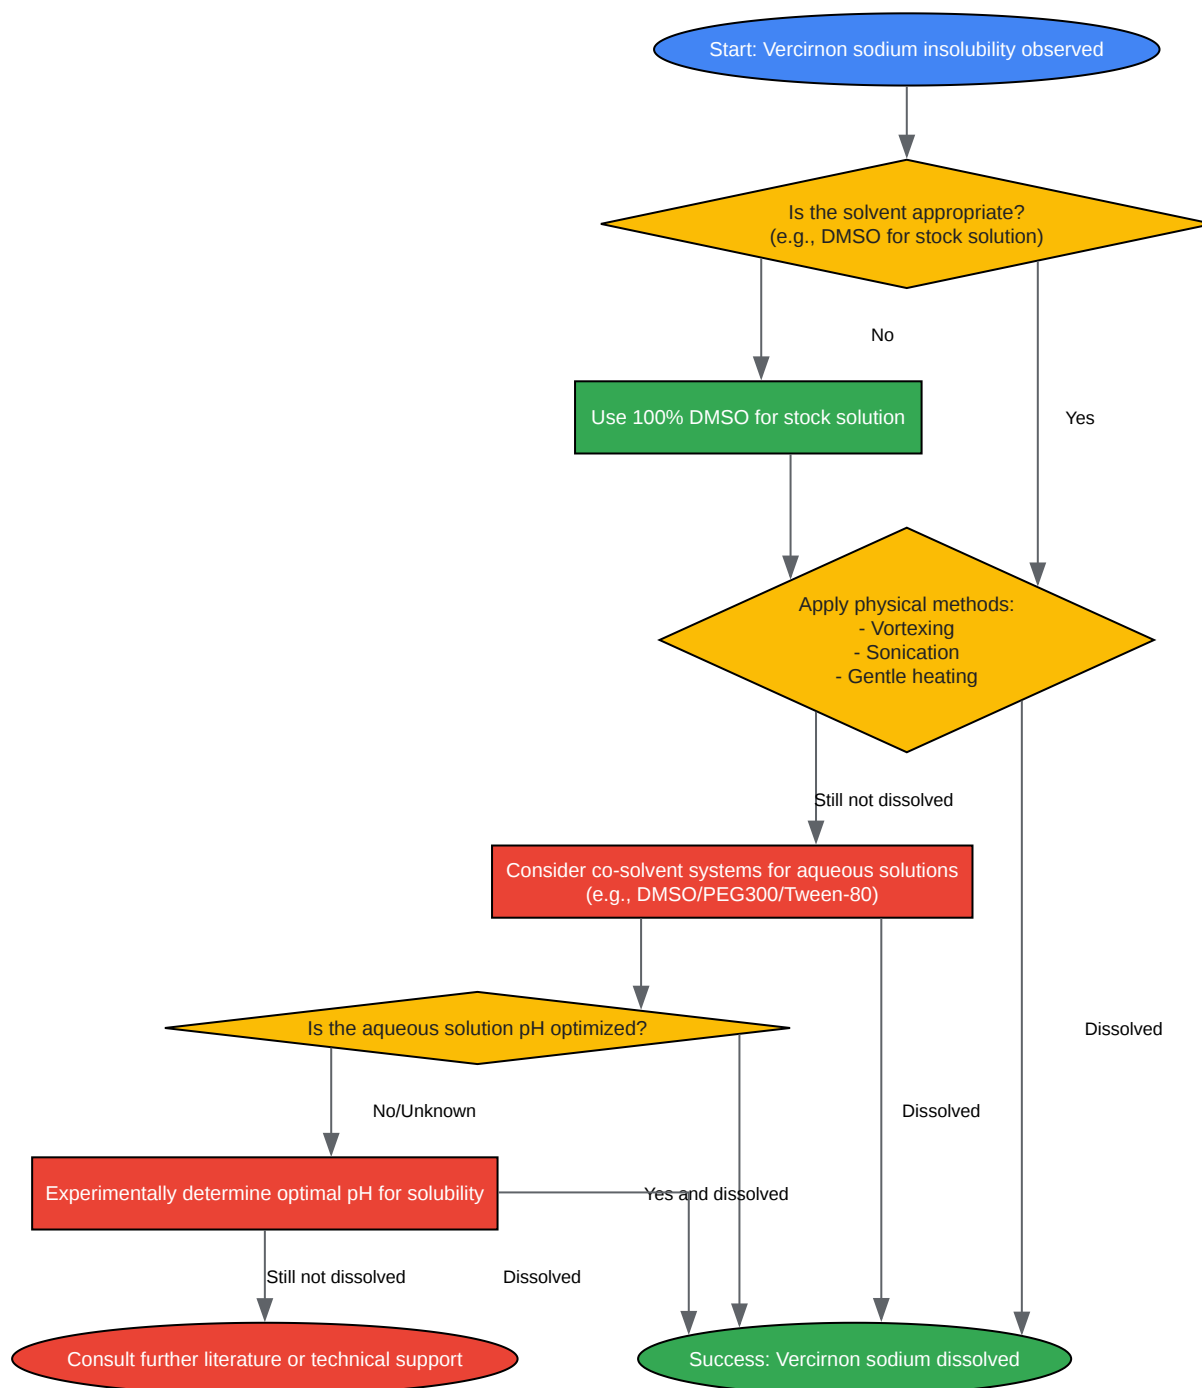 Start: Vercirnon sodium insolubility observed
Is the solvent appropriate?
(e.g., DMSO for stock solution)
No
Use 100% DMSO for stock solution
Yes
Apply physical methods:
- Vortexing
- Sonication
- Gentle heating
Still not dissolved
Consider co-solvent systems for aqueous solutions
(e.g., DMSO/PEG300/Tween-80)
Is the aqueous solution pH optimized?
Dissolved
No/Unknown
Dissolved
Experimentally determine optimal pH for solubility
Yes and dissolved
Still not dissolved
Dissolved
Consult further literature or technical support
Success: Vercirnon sodium dissolved